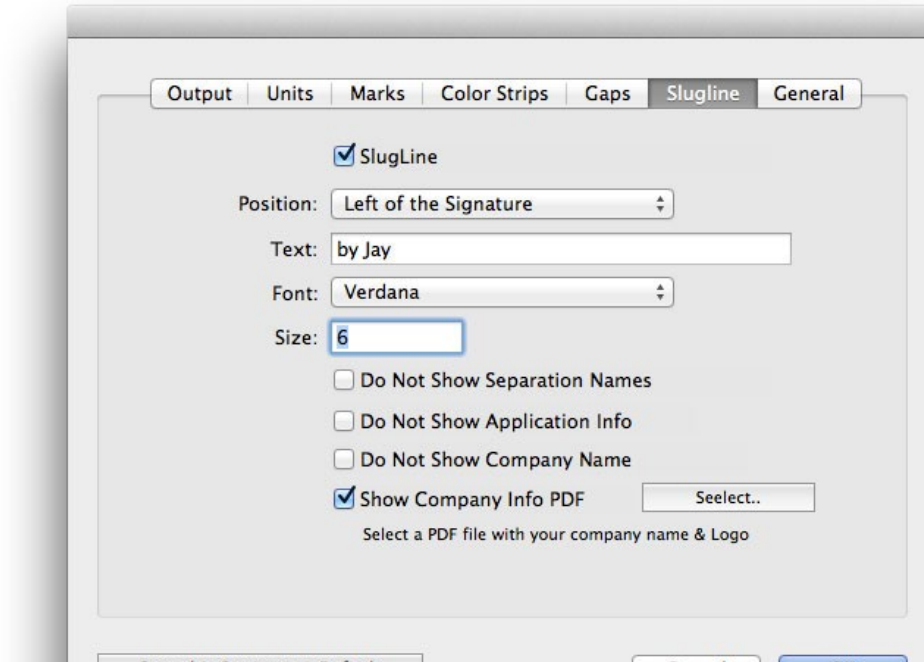 Output Units Marks Color Strips Gaps Slugline General
SlugLine
Position: Left of the Signature
Text: by Jay
Font: Verdana
Size: 6
Do Not Show Separation Names
Do Not Show Application Info
Do Not Show Company Name
Show Company Info PDF Seelect..
Select a PDF file with your company name & Logo